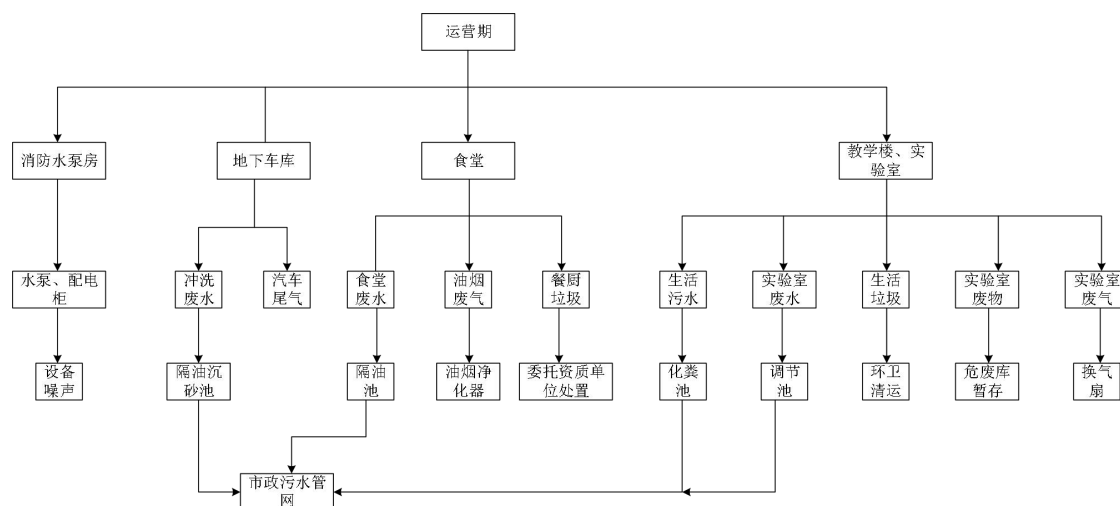 运营期
消防水泵房
地下车库
食堂
教学楼、实
验室
水泵、配电
柜
冲洗
废水
汽车
尾气
食堂
废水
油烟
废气
餐厨
垃圾
生活
污水
实验室
废水
生活
垃圾
实验室
废物
实验室
废气
设备
噪声
隔油沉
砂池
隔油
池
油烟净
化器
委托资质单
位处置
化粪
池
调节
池
环卫
清运
危废库
暂存
换气
扇
市政污水管
网